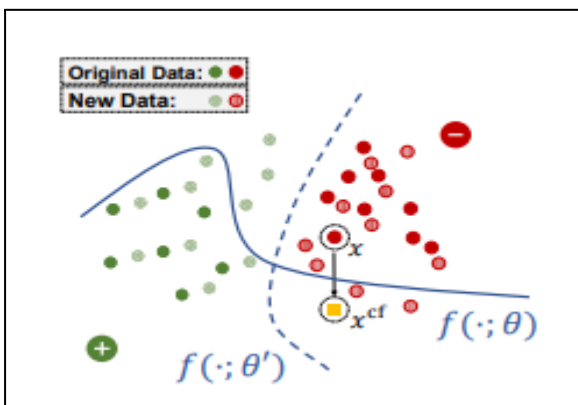 Original Data:
New Data:
−
x
x^cf
f(·; θ)
f(·; θ′)
+